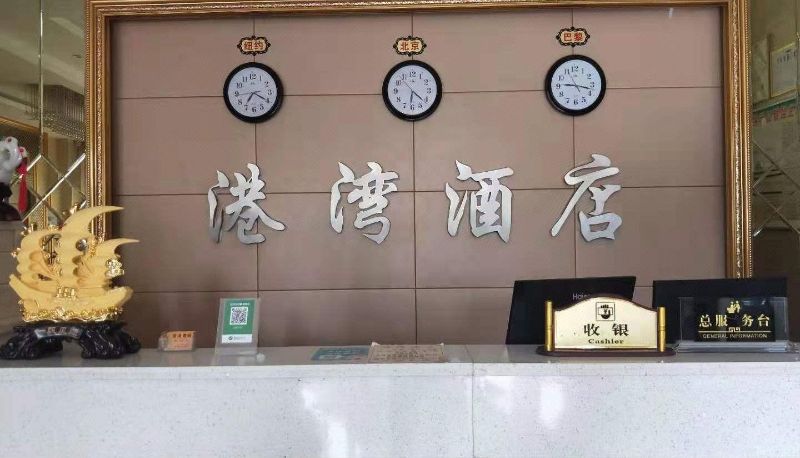 纽约
北京
巴黎
港湾酒店
收银
Cashier
总服务台
GENERAL INFORMATION